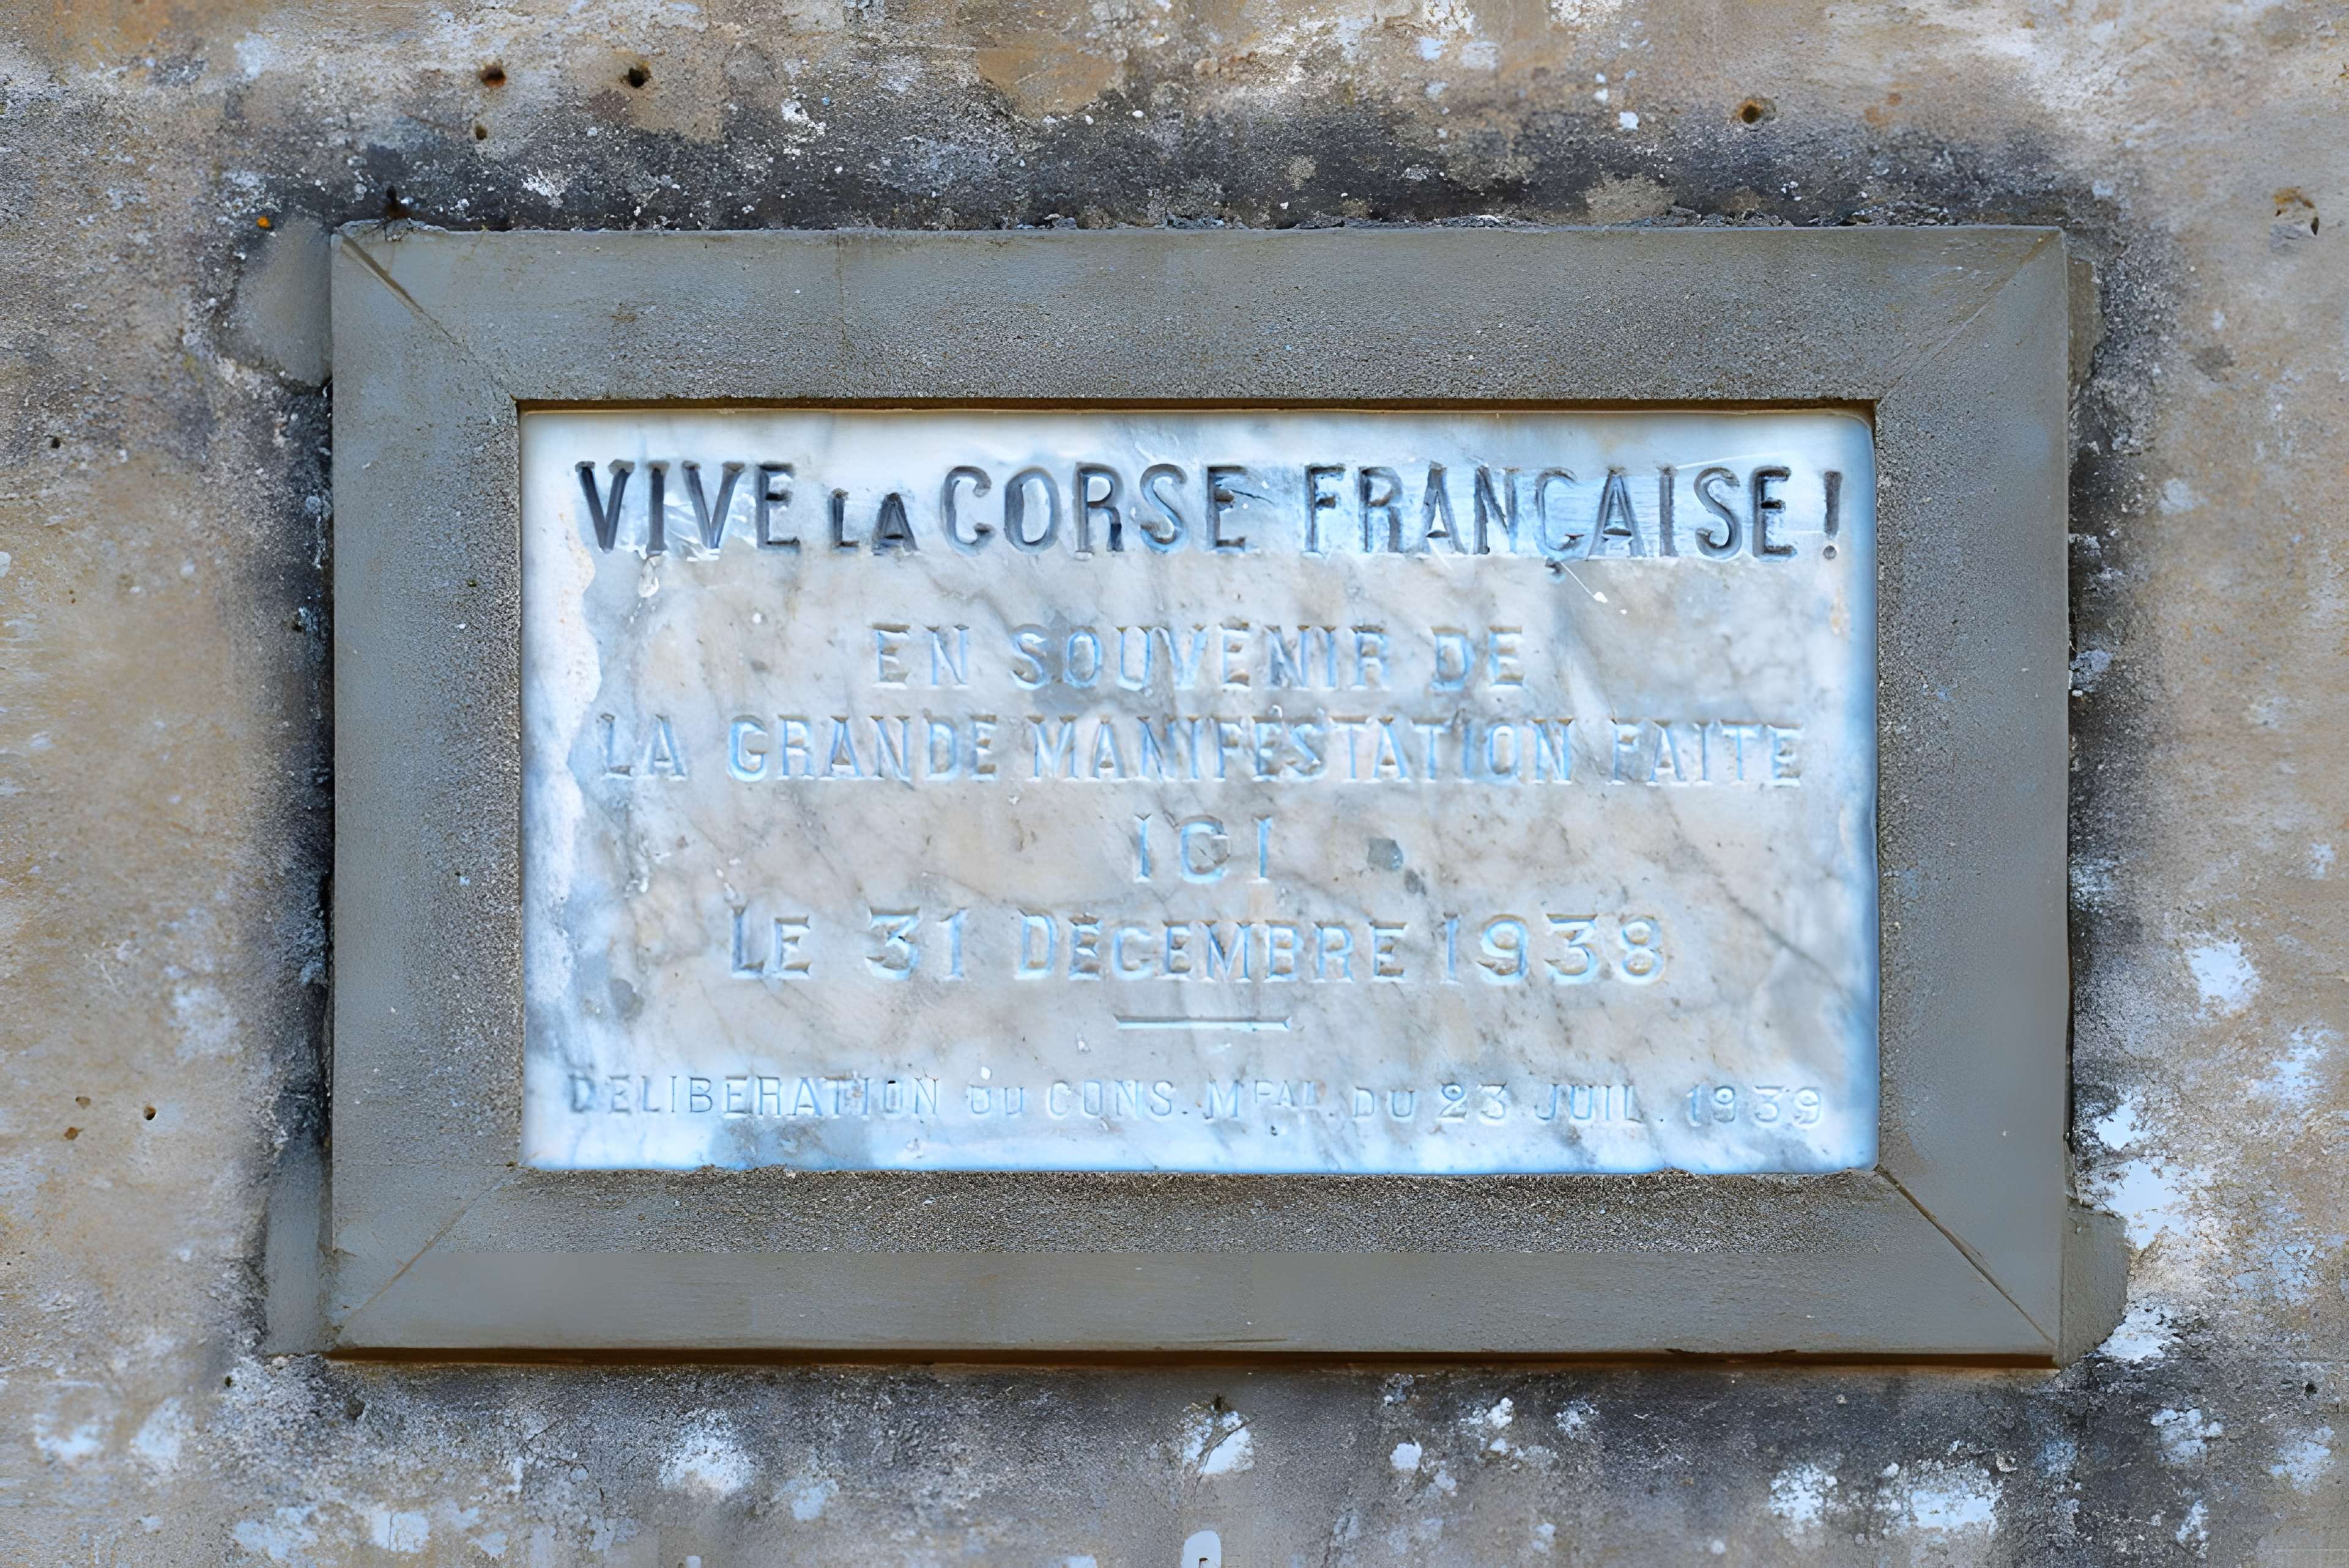 VIVE LA CORSE FRANÇAISE!
EN SOUVENIR DE
LA GRANDE MANIFESTATION FAITE
ICI
LE 31 DÉCEMBRE 1938
DELIBERATION DU CONS. MPAL. DU 23 JUIL. 1939